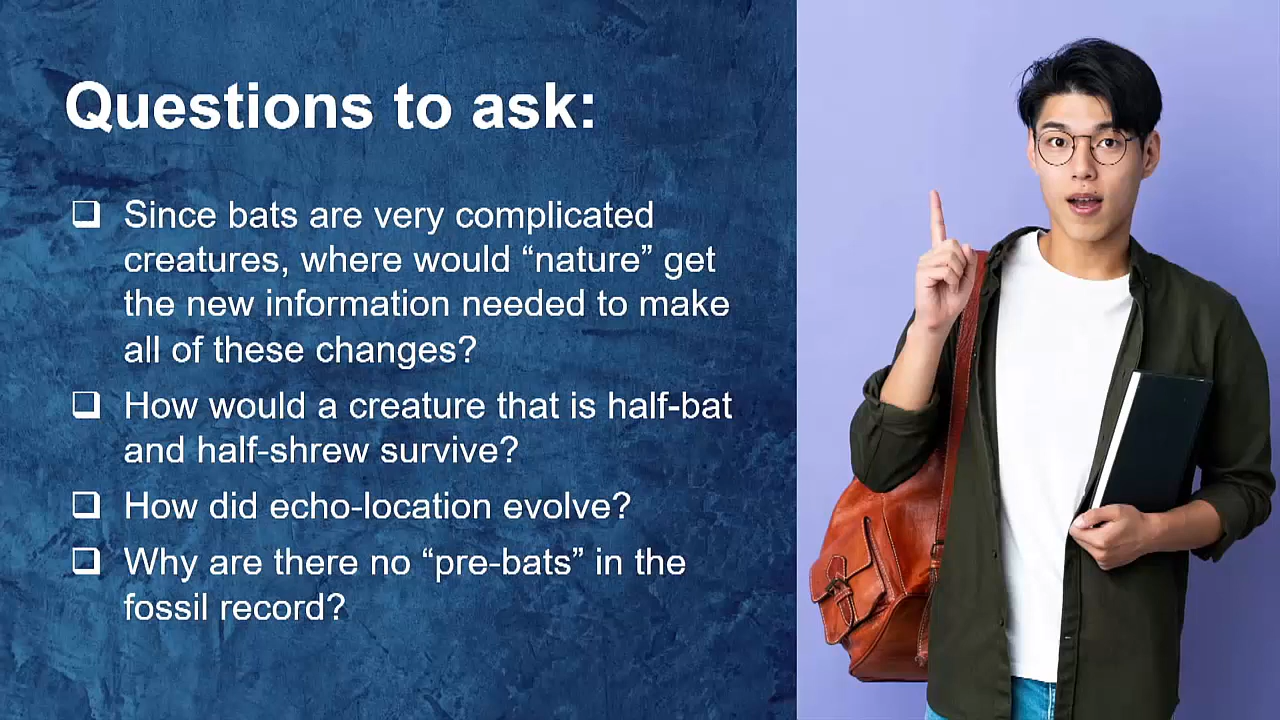 Questions to ask:
❑ Since bats are very complicated
creatures, where would “nature” get
the new information needed to make
all of these changes?
❑ How would a creature that is half-bat
and half-shrew survive?
❑ How did echo-location evolve?
❑ Why are there no “pre-bats” in the
fossil record?